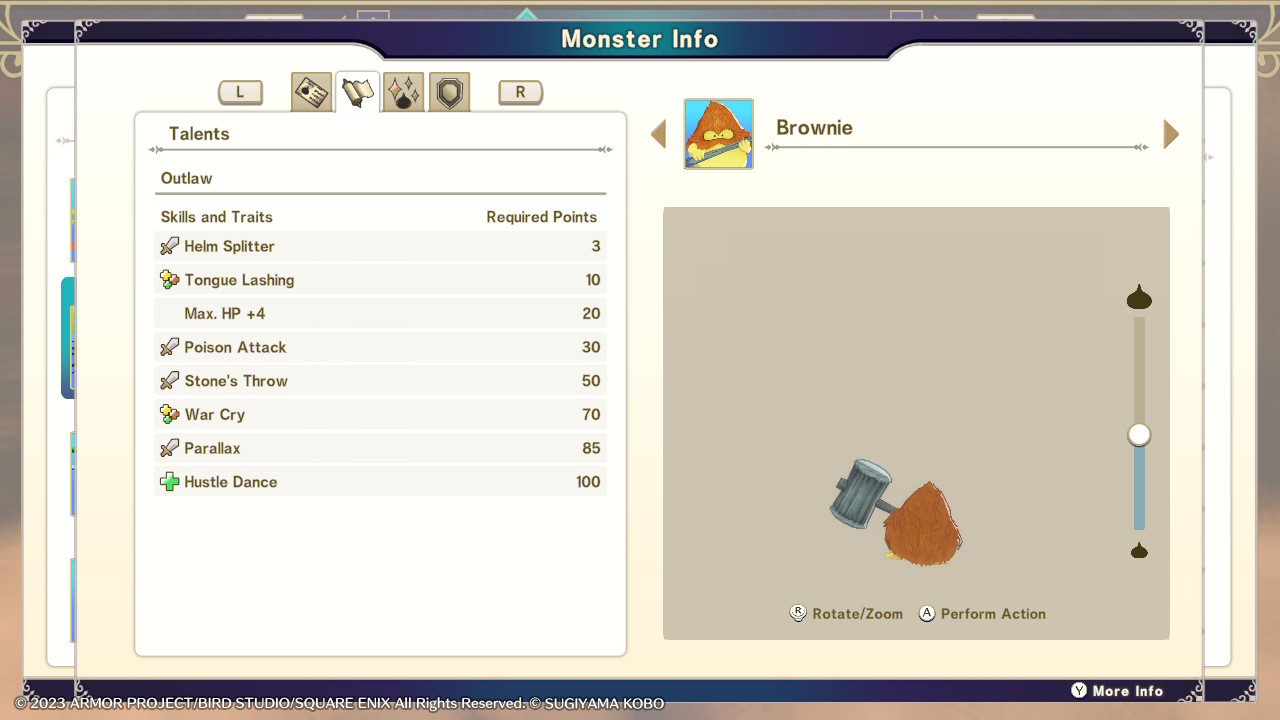 Monster Info
L
R
Talents
Outlaw
Skills and Traits Required Points
Helm Splitter 3
Tongue Lashing 10
Max. HP +4 20
Poison Attack 30
Stone's Throw 50
War Cry 70
Parallax 85
Hustle Dance 100
Brownie
R Rotate/Zoom A Perform Action
Y More Info
© 2023 ARMOR PROJECT/BIRD STUDIO/SQUARE ENIX All Rights Reserved. © SUGIYAMA KOBO